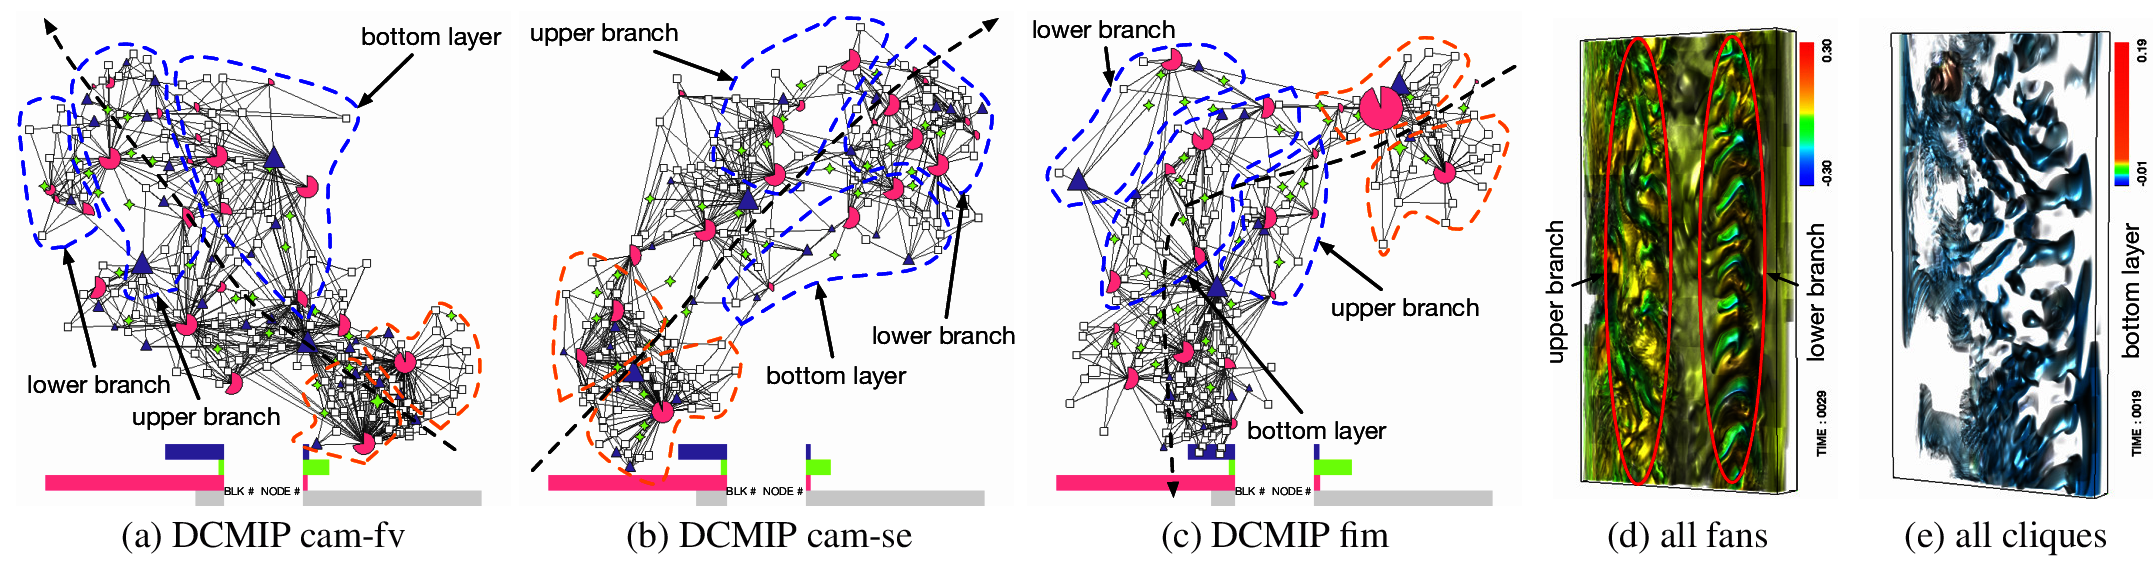 bottom layer
lower branch
upper branch
BLK # NODE #
(a) DCMIP cam-fv
upper branch
lower branch
bottom layer
BLK # NODE #
(b) DCMIP cam-se
lower branch
upper branch
bottom layer
BLK # NODE #
(c) DCMIP fim
upper branch
lower branch
0.30
-0.30
TIME : 0029
(d) all fans
0.19
-0.01
bottom layer
TIME : 0019
(e) all cliques